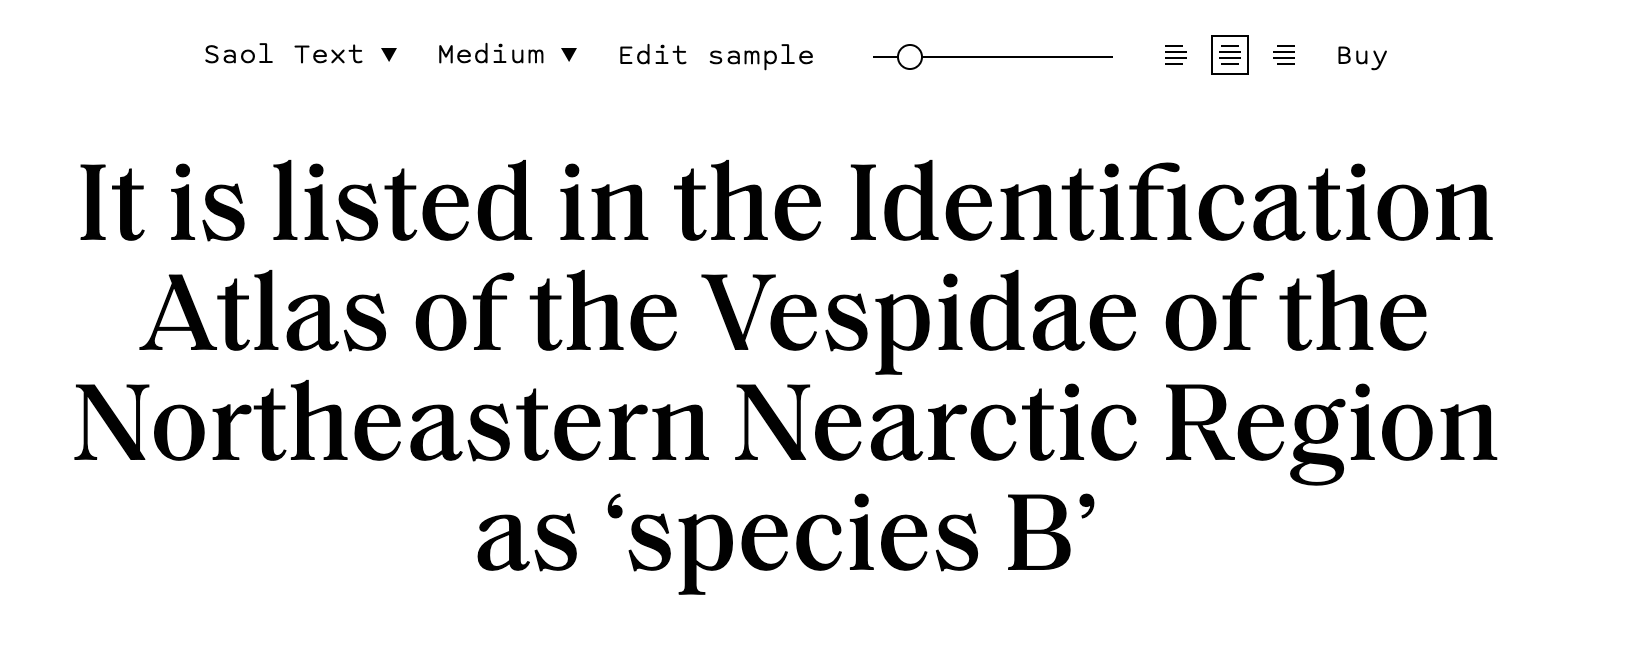 Saol Text ▼ Medium ▼ Edit sample Buy
It is listed in the Identification
Atlas of the Vespidae of the
Northeastern Nearctic Region
as ‘species B’